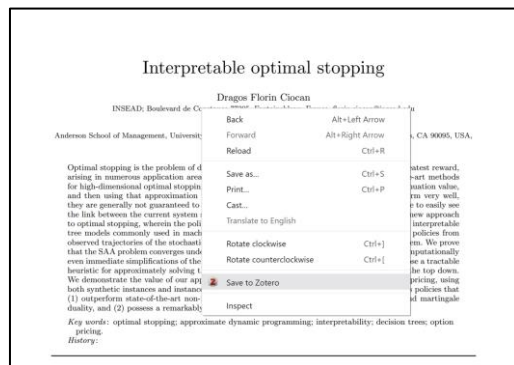 Interpretable optimal stopping
Dragos Florin Ciocan
INSEAD; Boulevard de
Anderson School of Management, University CA 90095, USA,
Back Alt+Left Arrow
Forward Alt+Right Arrow
Reload Ctrl+R
Save as... Ctrl+S
Print... Ctrl+P
Cast...
Translate to English
Rotate clockwise Ctrl+]
Rotate counterclockwise Ctrl+[
Save to Zotero
Inspect
Optimal stopping is the problem of d atest reward,
arising in numerous application area -art methods
for high-dimensional optimal stoppin uation value,
and then using that approximation rm very well,
they are generally not guaranteed to e to easily see
the link between the current system new approach
to optimal stopping, wherein the poli interpretable
tree models commonly used in mach policies from
observed trajectories of the stochasti em. We prove
that the SAA problem converges unde mputationally
even immediate simplifications of the se a tractable
heuristic for approximately solving t the top down.
We demonstrate the value of our app pricing, using
both synthetic instances and instance policies that
(1) outperform state-of-the-art non- d martingale
duality, and (2) possess a remarkably
Key words: optimal stopping; approximate dynamic programming; interpretability; decision trees; option
pricing.
History: